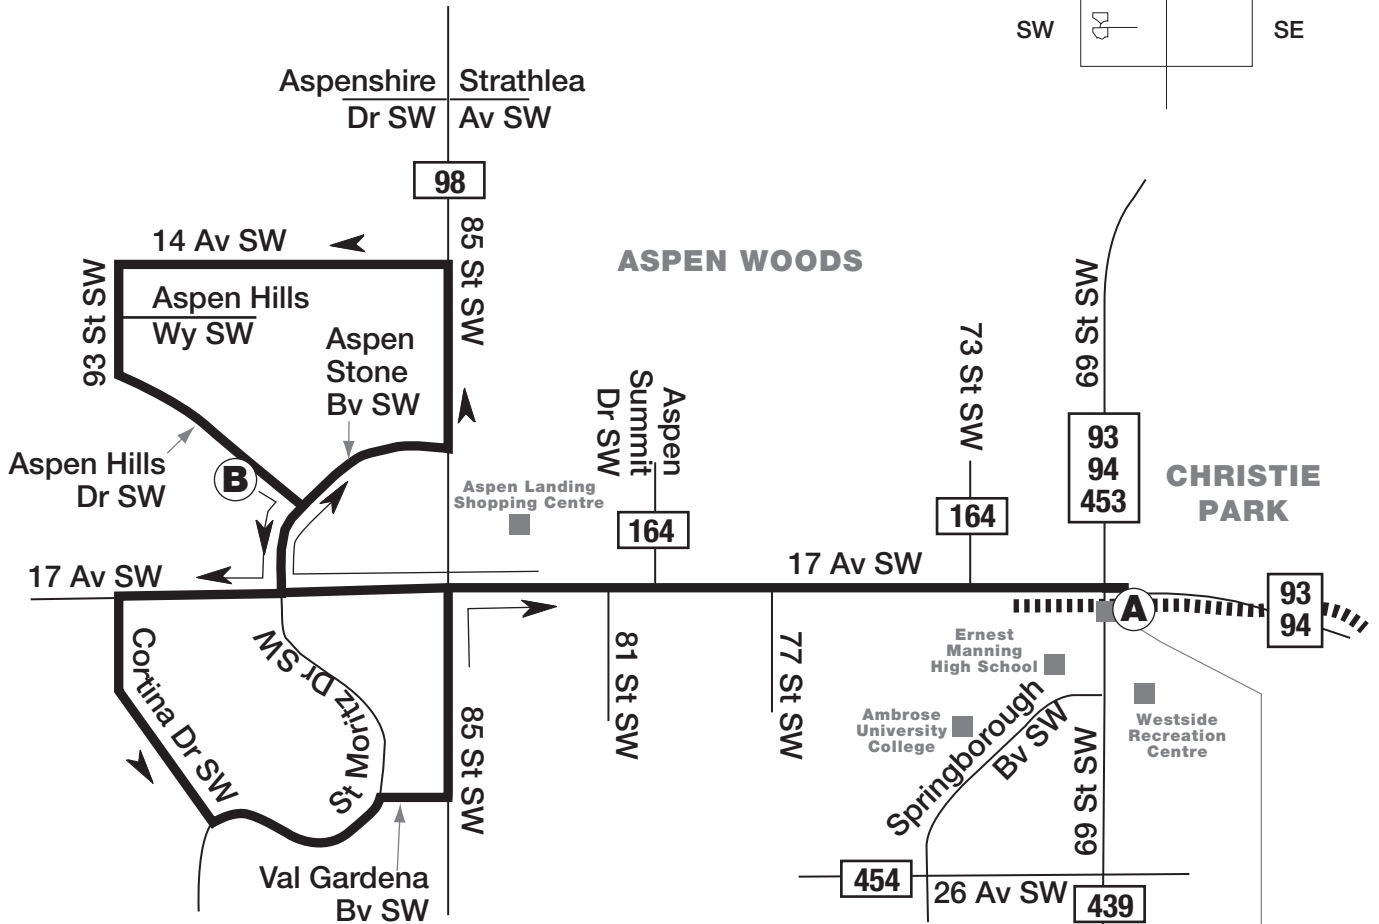 SW
SE
Aspenshire
Dr SW
Strathlea
Av SW
98
85 St SW
14 Av SW
93 St SW
Aspen Hills
Wy SW
Aspen
Stone
Bv SW
ASPEN WOODS
69 St SW
73 St SW
Aspen
Summit
Dr SW
93
94
453
CHRISTIE
PARK
Aspen Hills
Dr SW
B
Aspen Landing
Shopping Centre
164
164
17 Av SW
17 Av SW
A
93
94
Cortina Dr SW
St Moritz Dr SW
81 St SW
77 St SW
Ernest
Manning
High School
Ambrose
University
College
Westside
Recreation
Centre
Springborough
Bv SW
85 St SW
69 St SW
Val Gardena
Bv SW
454
26 Av SW
439